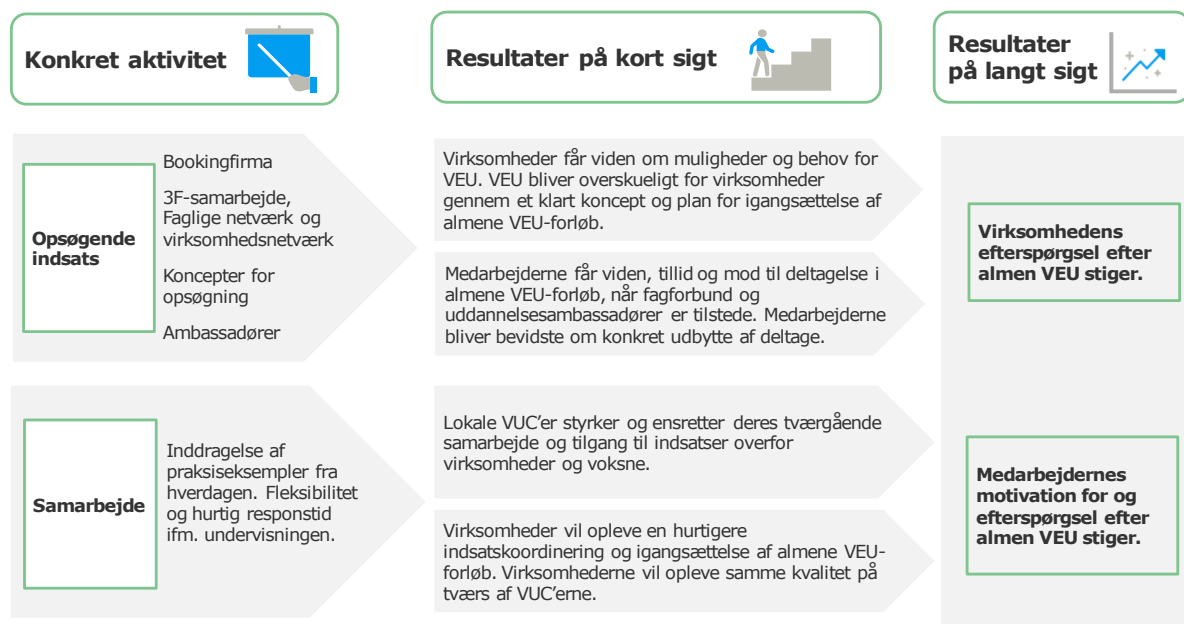 Konkret aktivitet
Resultater på kort sigt
Resultater
på langt sigt
Opsøgende
indsats
Bookingfirma
3F-samarbejde,
Faglige netværk og
virksomhedsnetværk
Koncepter for
opsøgning
Ambassadører
Virksomheder får viden om muligheder og behov for
VEU. VEU bliver overskueligt for virksomheder
gennem et klart koncept og plan for igangsættelse af
almene VEU-forløb.
Medarbejderne får viden, tillid og mod til deltagelse i
almene VEU-forløb, når fagforbund og
uddannelsesambassadører er tilstede. Medarbejderne
bliver bevidste om konkret udbytte af deltage.
Virksomhedens
efterspørgsel efter
almen VEU stiger.
Samarbejde
Inddragelse af
praksiseksempler fra
hverdagen. Fleksibilitet
og hurtig responstid
ifm. undervisningen.
Lokale VUC’er styrker og ensretter deres tværgående
samarbejde og tilgang til indsatser overfor
virksomheder og voksne.
Virksomheder vil opleve en hurtigere
indsatskoordinering og igangsættelse af almene VEU-
forløb. Virksomhederne vil opleve samme kvalitet på
tværs af VUC’erne.
Medarbejdernes
motivation for og
efterspørgsel efter
almen VEU stiger.